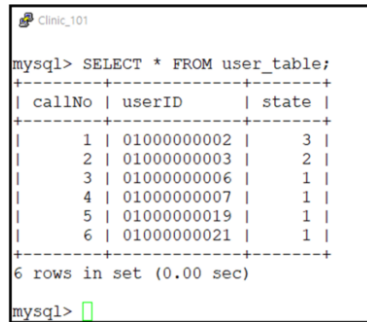 Clinic_101
mysql> SELECT * FROM user_table;
+--------+-------------+-------+
| callNo | userID | state |
+--------+-------------+-------+
| 1 | 01000000002 | 3 |
| 2 | 01000000003 | 2 |
| 3 | 01000000006 | 1 |
| 4 | 01000000007 | 1 |
| 5 | 01000000019 | 1 |
| 6 | 01000000021 | 1 |
+--------+-------------+-------+
6 rows in set (0.00 sec)
mysql>